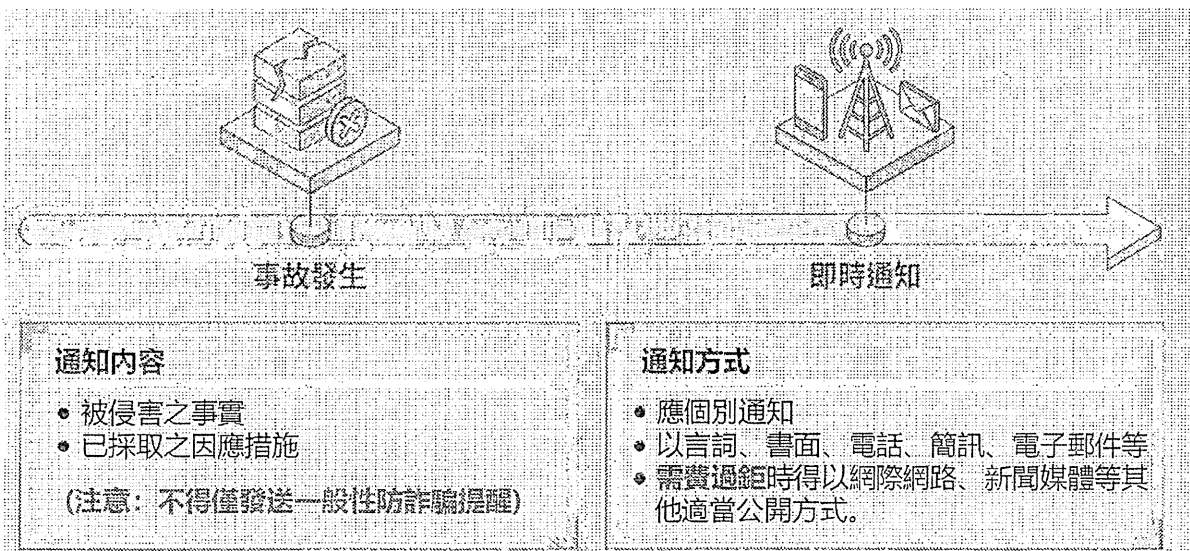 事故發生
即時通知
通知內容
• 被侵害之事實
• 已採取之因應措施
(注意：不得僅發送一般性防詐騙提醒)
通知方式
• 應個別通知
• 以言詞、書面、電話、簡訊、電子郵件等
• 需費過鉅時得以網際網路、新聞媒體等其
他適當公開方式。